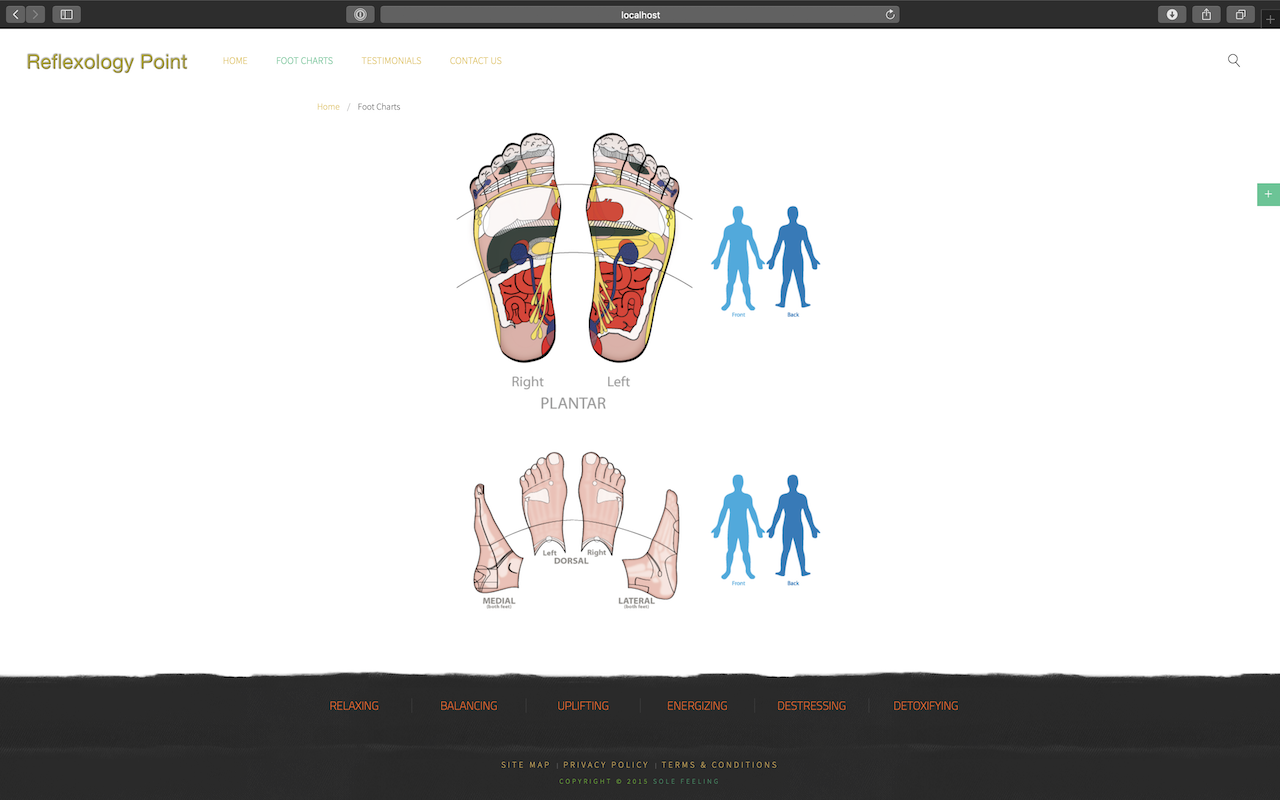 localhost
Reflexology Point HOME FOOT CHARTS TESTIMONIALS CONTACT US
Home / Foot Charts
Front Back
Right Left
PLANTAR
Left Right
DORSAL
MEDIAL
(both feet)
LATERAL
(both feet)
Front Back
RELAXING BALANCING UPLIFTING ENERGIZING DESTRESSING DETOXIFYING
SITE MAP | PRIVACY POLICY | TERMS & CONDITIONS
COPYRIGHT © 2015 SOLE FEELING